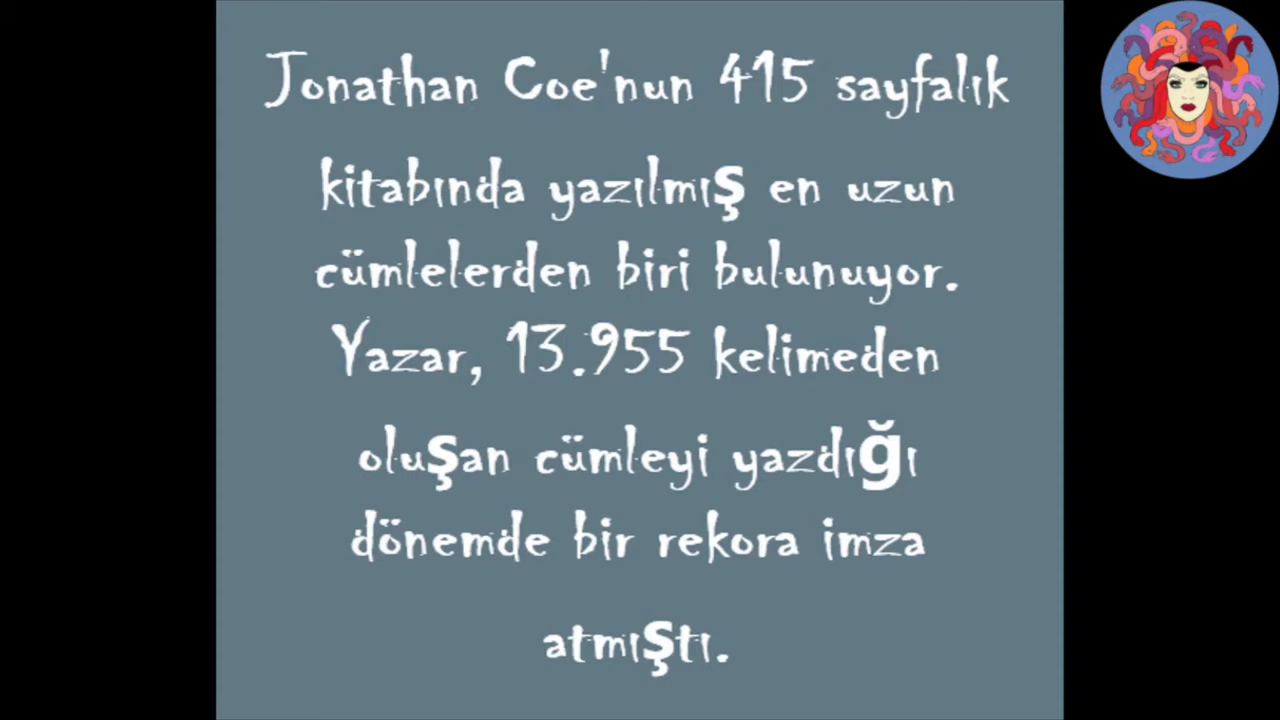 Jonathan Coe'nun 415 sayfalık
kitabında yazılmış en uzun
cümlelerden biri bulunuyor.
Yazar, 13.955 kelimeden
oluşan cümleyi yazdığı
dönemde bir rekora imza
atmıştı.